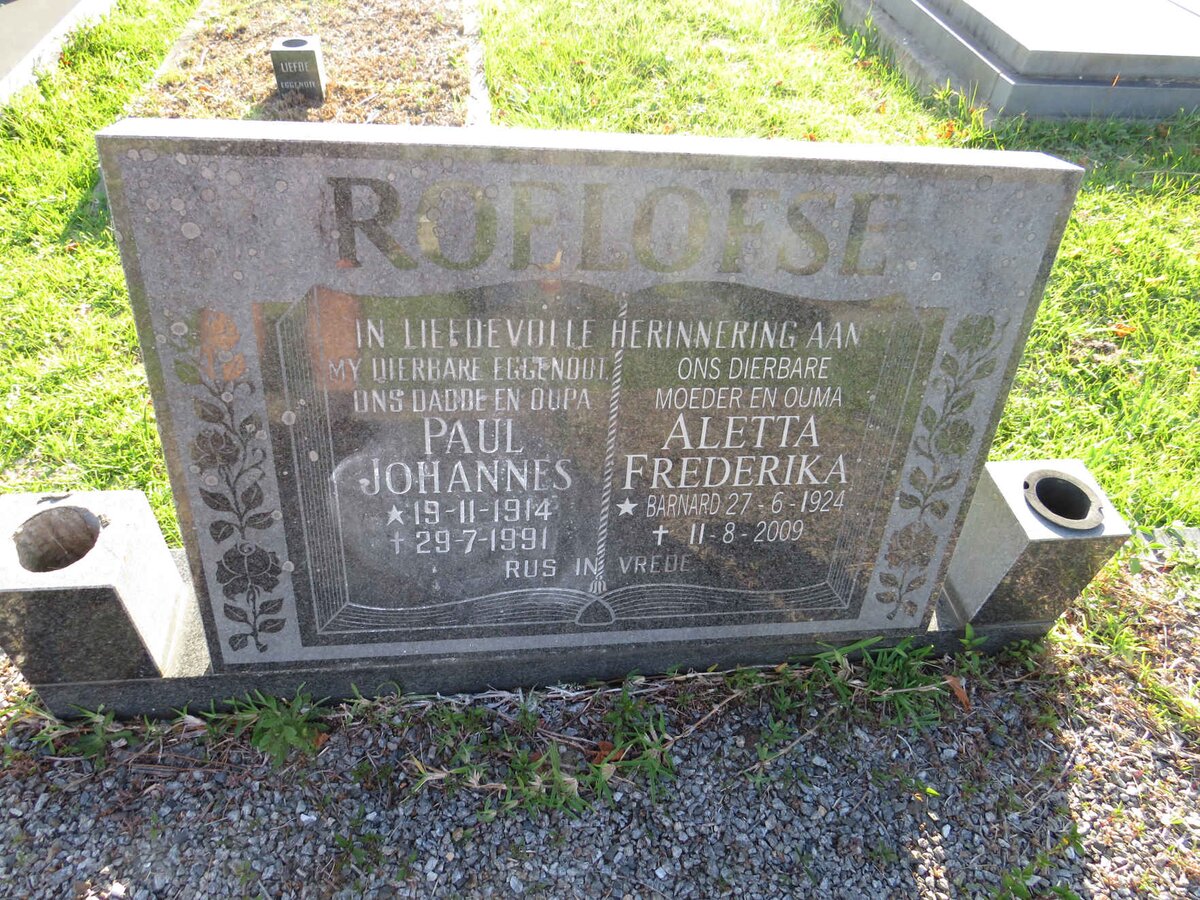 LIEFDE
EGGENOTE
ROELOFSE
IN LIEFDEVOLLE HERINNERING AAN
MY DIERBARE EGGENOOT
ONS DADDE EN OUPA
PAUL
JOHANNES
★ 19-11-1914
✝ 29-7-1991
ONS DIERBARE
MOEDER EN OUMA
ALETTA
FREDERIKA
★ BARNARD 27-6-1924
✝ 11-8-2009
RUS IN VREDE